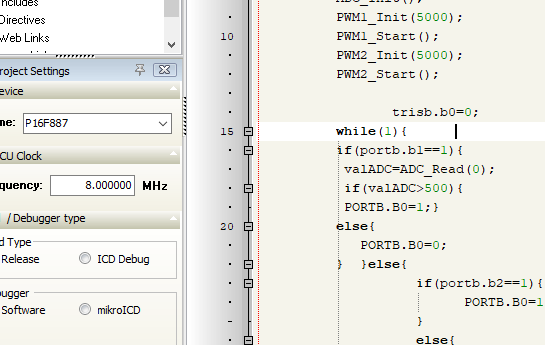 Includes
Directives
Web Links
roject Settings
evice
me:
P16F887
CU Clock
equency:
8.000000
MHz
/ Debugger type
d Type
Release
ICD Debug
bugger
Software
mikroICD
ADC_Init();
PWM1_Init(5000);
10 PWM1_Start();
PWM2_Init(5000);
PWM2_Start();
trisb.b0=0;
15 while(1){
if(portb.b1==1){
valADC=ADC_Read(0);
if(valADC>500){
PORTB.B0=1;}
20 else{
PORTB.B0=0;
} }else{
if(portb.b2==1){
PORTB.B0=1
}
else{